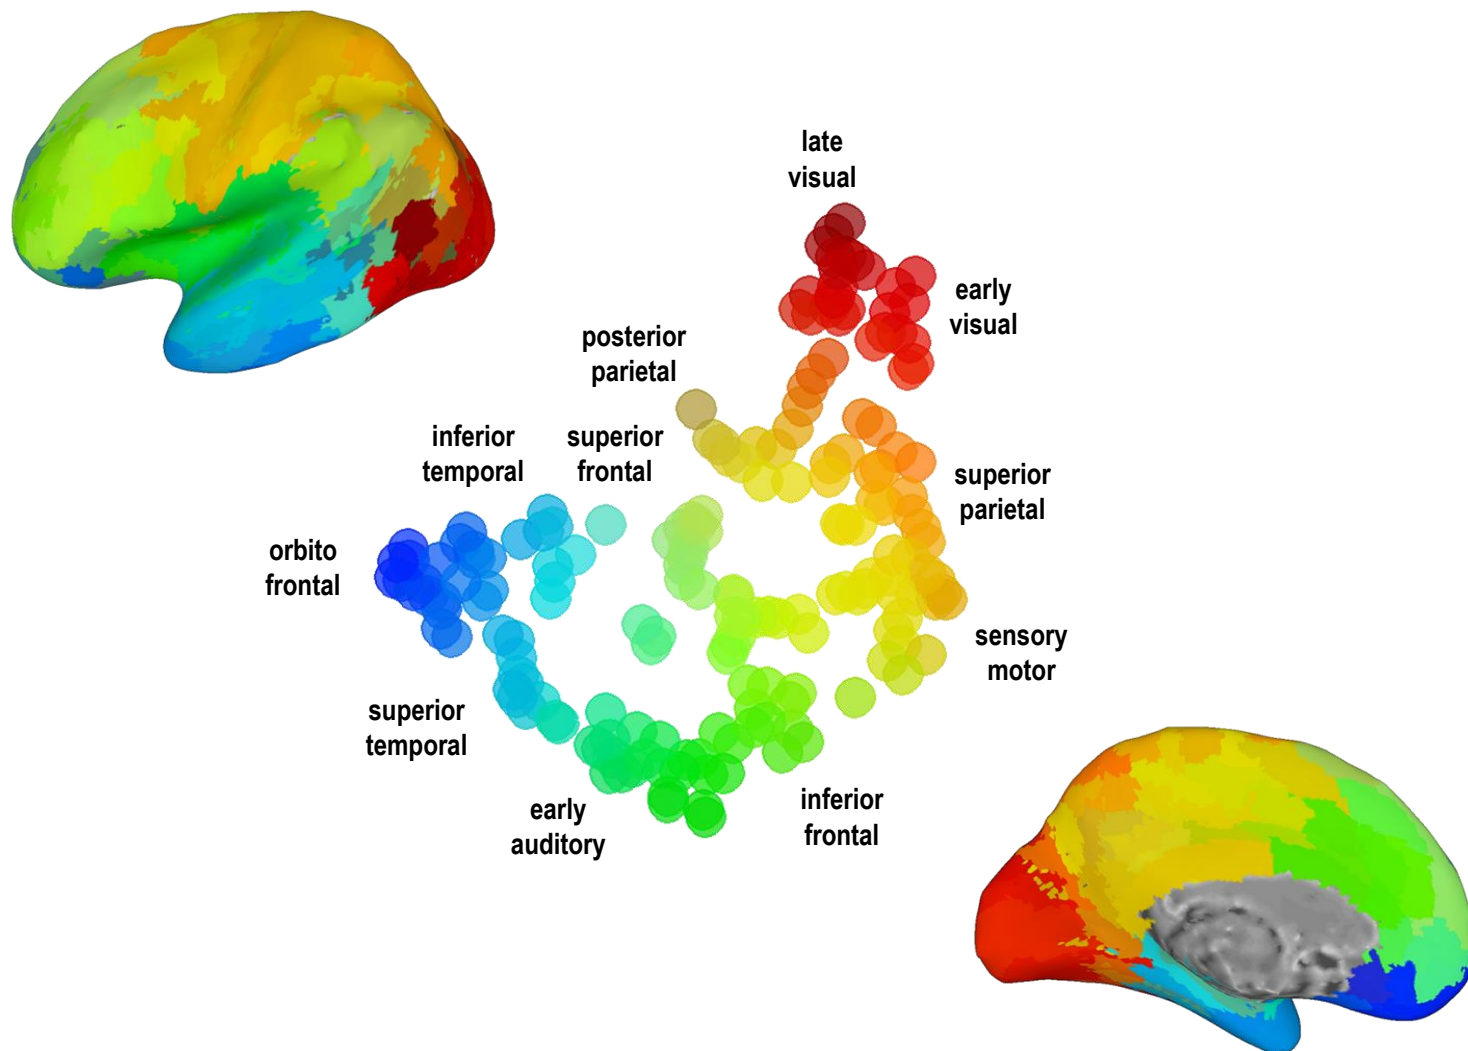 late
visual
early
visual
posterior
parietal
inferior
temporal
superior
frontal
superior
parietal
orbito
frontal
sensory
motor
superior
temporal
early
auditory
inferior
frontal